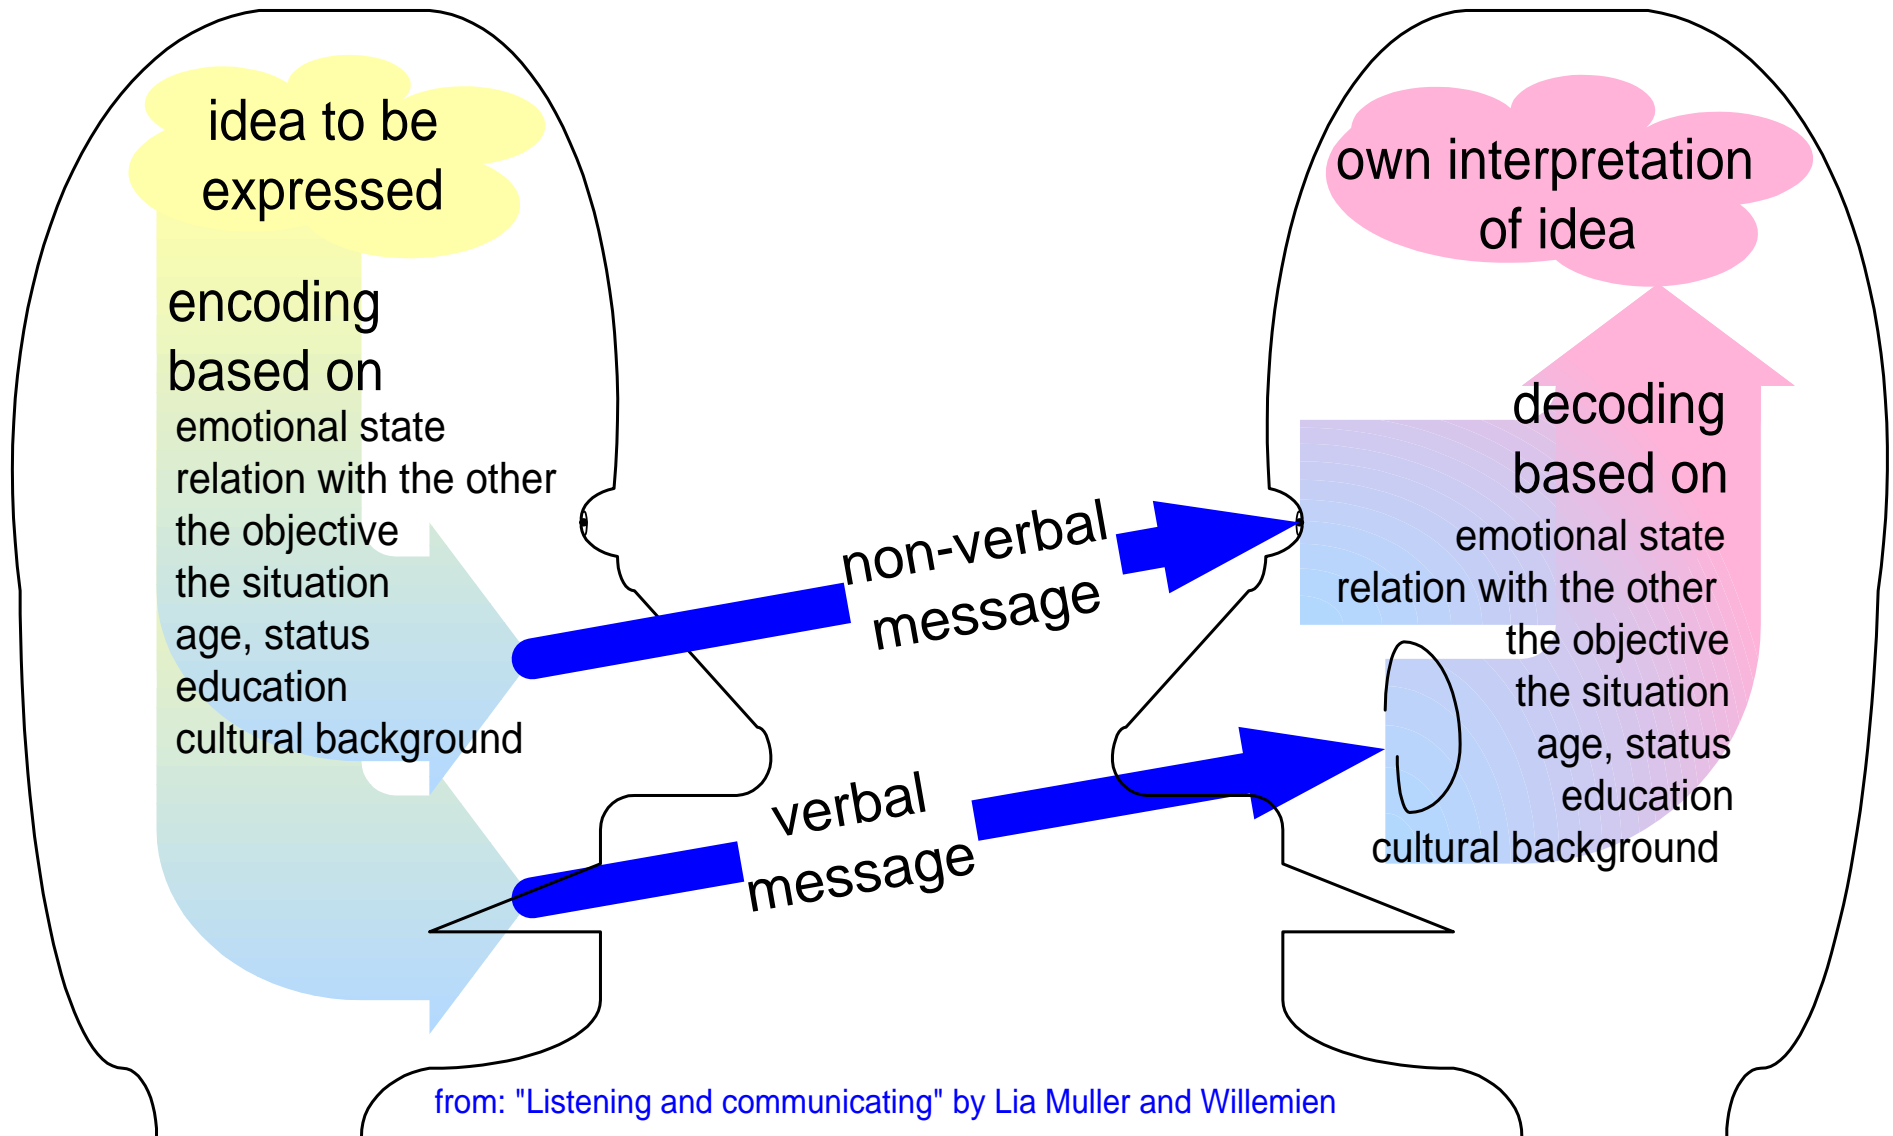 idea to be
expressed
encoding
based on
emotional state
relation with the other
the objective
the situation
age, status
education
cultural background
non-verbal
message
verbal
message
own interpretation
of idea
decoding
based on
emotional state
relation with the other
the objective
the situation
age, status
education
cultural background
from: "Listening and communicating" by Lia Muller and Willemien